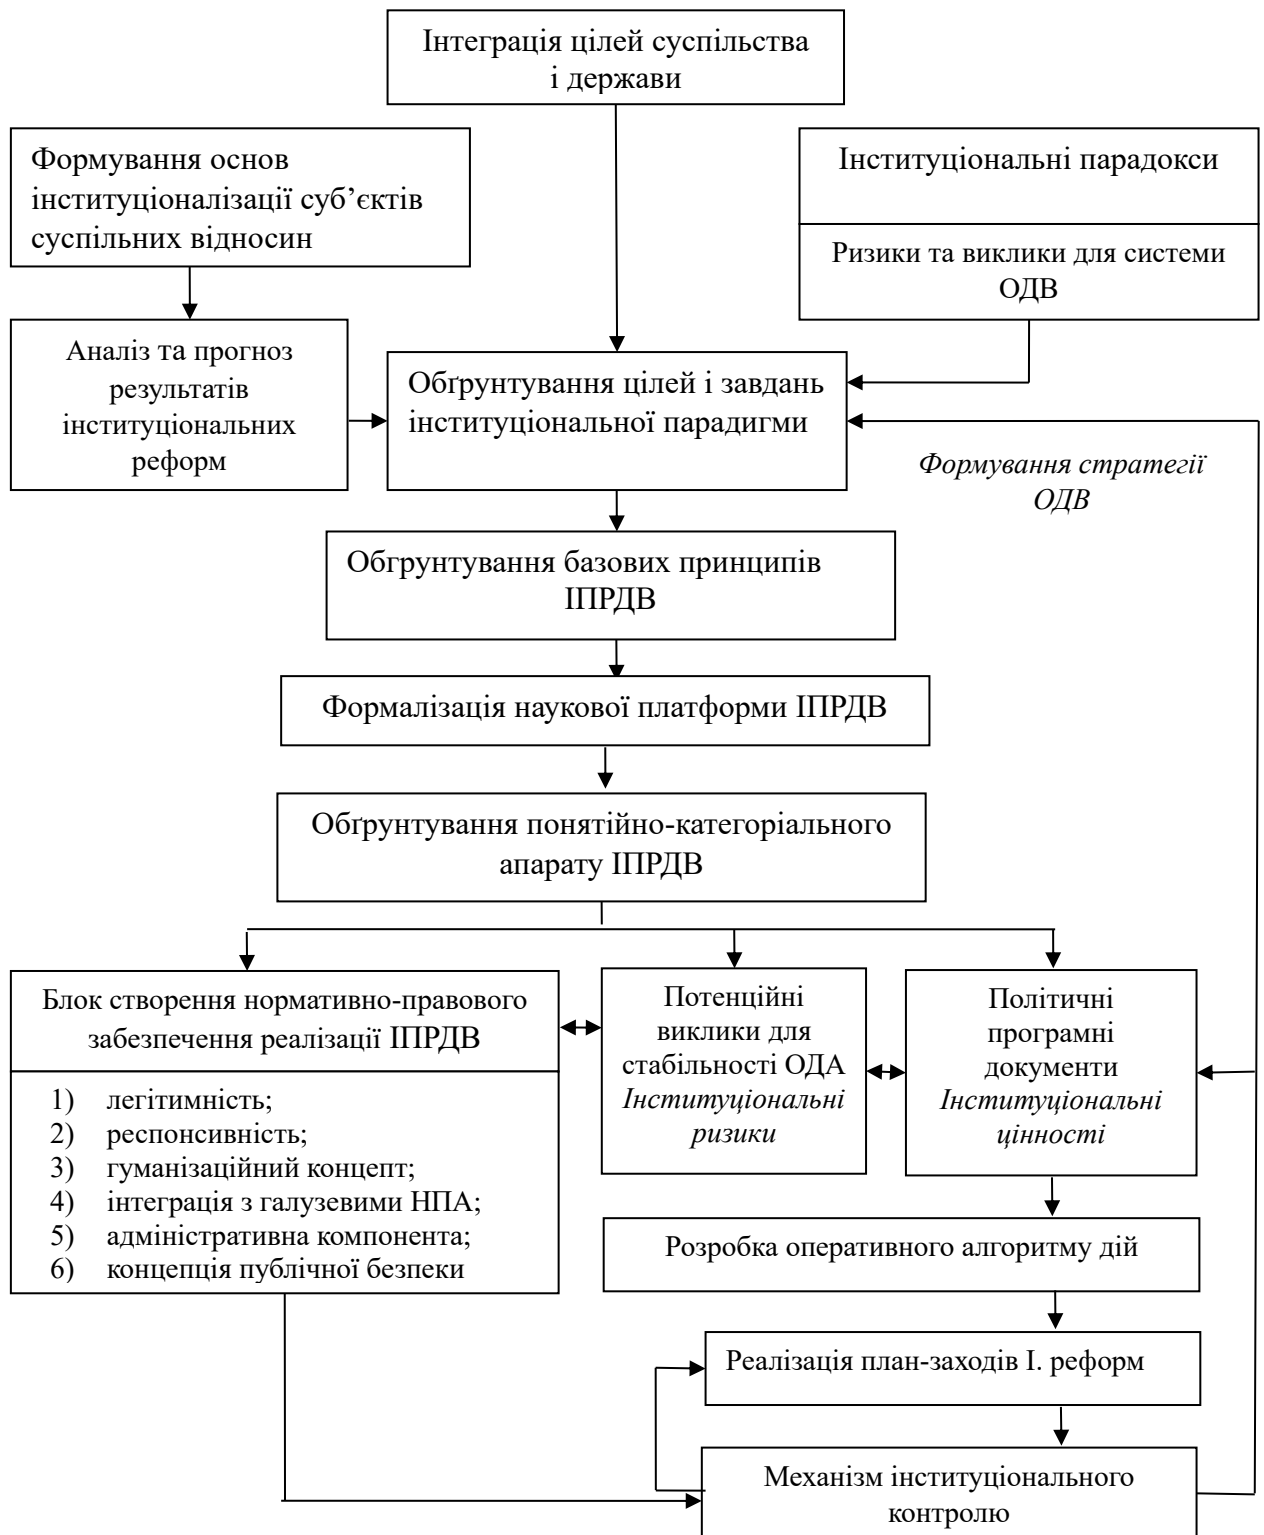 Інтеграція цілей суспільства
і держави
Формування основ
інституціоналізації суб’єктів
суспільних відносин
Інституціональні парадокси
Ризики та виклики для системи
ОДВ
Аналіз та прогноз
результатів
інституціональних
реформ
Обґрунтування цілей і завдань
інституціональної парадигми
Формування стратегії
ОДВ
Обгрунтування базових принципів
ІПРДВ
Формалізація наукової платформи ІПРДВ
Обґрунтування понятійно-категоріального
апарату ІПРДВ
Блок створення нормативно-правового
забезпечення реалізації ІПРДВ
1) легітимність;
2) респонсивність;
3) гуманізаційний концепт;
4) інтеграція з галузевими НПА;
5) адміністративна компонента;
6) концепція публічної безпеки
Потенційні
виклики для
стабільності ОДА
Інституціональні
ризики
Політичні
програмні
документи
Інституціональні
цінності
Розробка оперативного алгоритму дій
Реалізація план-заходів І. реформ
Механізм інституціонального
контролю